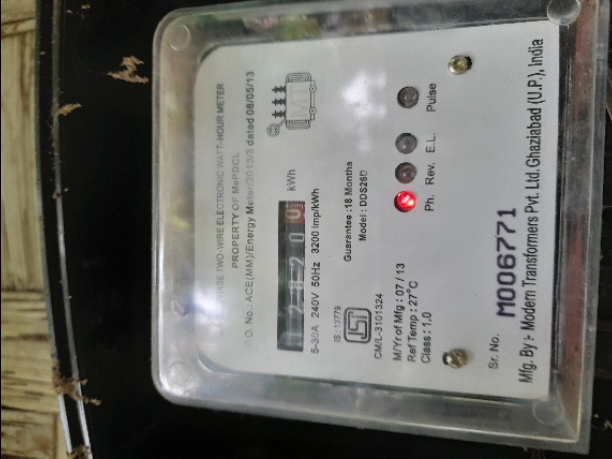 PHASE TWO-WIRE ELECTRONIC WATT-HOUR METER
PROPERTY OF MePDCL
P.O. No.: ACE(MM)/Energy Meter/2013/3 dated 08/05/13
kWh
5-30A 240V 50Hz 3200 imp/kWh
Guarantee :18 Months
Model : DDS26D
IS : 13779
CM/L-3101324
M/Yr of Mfg : 07 / 13
Ref Temp : 27°C
Class : 1.0
Ph. Rev. E.L. Pulse
Sr. No. M006771
Mfg. By :- Modern Transformers Pvt. Ltd. Ghaziabad (U.P.), India